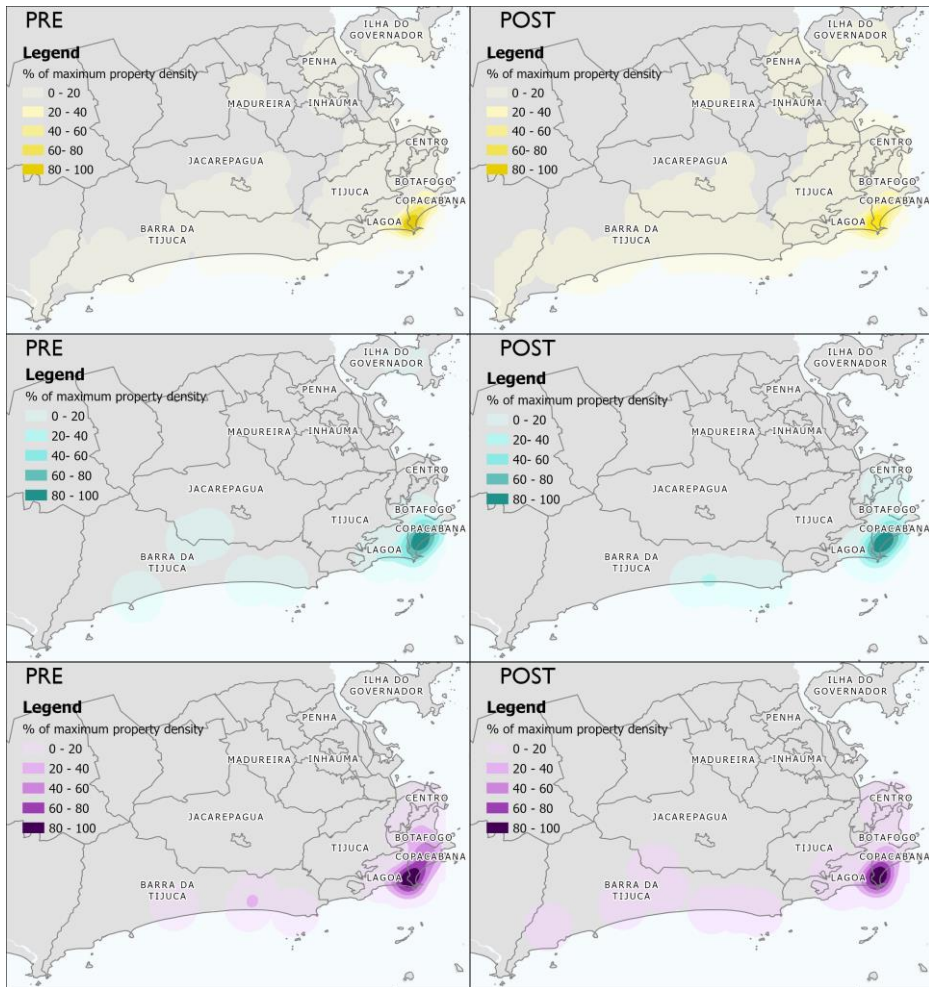 PRE
Legend
% of maximum property density
0 - 20
20 - 40
40 - 60
60 - 80
80 - 100
ILHA DO
GOVERNADOR
PENHA
MADUREIRA
INHAUMA
CENTRO
JACAREPAGUA
BOTAFOGO
TIJUCA
COPACABANA
LAGOA
BARRA DA
TIJUCA
POST
Legend
% of maximum property density
0 - 20
20 - 40
40 - 60
60 - 80
80 - 100
ILHA DO
GOVERNADOR
PENHA
MADUREIRA
INHAUMA
CENTRO
JACAREPAGUA
BOTAFOGO
TIJUCA
COPACABANA
LAGOA
BARRA DA
TIJUCA
PRE
Legend
% of maximum property density
0 - 20
20- 40
40- 60
60 - 80
80 - 100
ILHA DO
GOVERNADOR
PENHA
MADUREIRA
INHAUMA
CENTRO
JACAREPAGUA
BOTAFOGO
TIJUCA
COPACABANA
LAGOA
BARRA DA
TIJUCA
POST
Legend
% of maximum property density
0 - 20
20- 40
40- 60
60 - 80
80 - 100
ILHA DO
GOVERNADOR
PENHA
MADUREIRA
INHAUMA
CENTRO
JACAREPAGUA
BOTAFOGO
TIJUCA
COPACABANA
LAGOA
BARRA DA
TIJUCA
PRE
Legend
% of maximum property density
0 - 20
20 - 40
40 - 60
60 - 80
80 - 100
ILHA DO
GOVERNADOR
PENHA
MADUREIRA
INHAUMA
CENTRO
JACAREPAGUA
BOTAFOGO
TIJUCA
COPACABANA
LAGOA
BARRA DA
TIJUCA
POST
Legend
% of maximum property density
0 - 20
20 - 40
40 - 60
60 - 80
80 - 100
ILHA DO
GOVERNADOR
PENHA
MADUREIRA
INHAUMA
CENTRO
JACAREPAGUA
BOTAFOGO
TIJUCA
COPACABANA
LAGOA
BARRA DA
TIJUCA